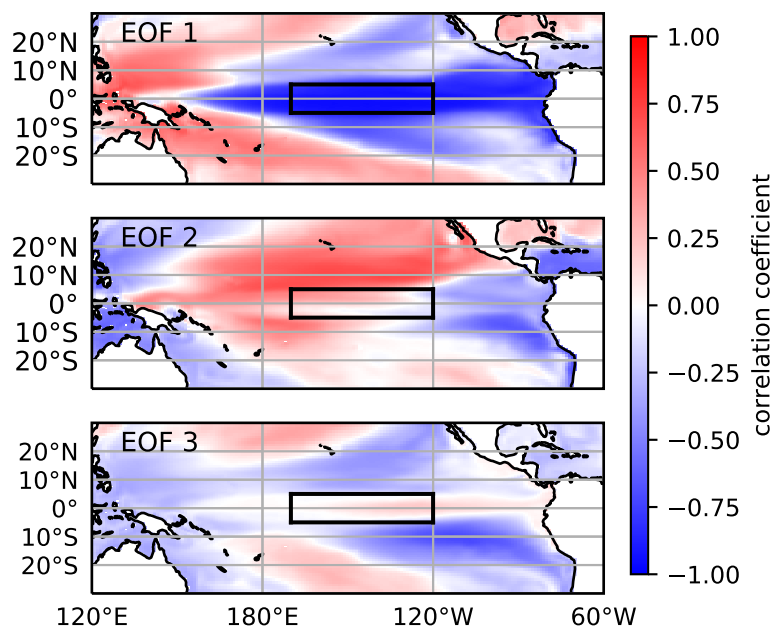 EOF 1
20°N
10°N
0°
10°S
20°S
EOF 2
20°N
10°N
0°
10°S
20°S
EOF 3
20°N
10°N
0°
10°S
20°S
120°E
180°E
120°W
60°W
1.00
0.75
0.50
0.25
0.00
−0.25
−0.50
−0.75
−1.00
correlation coefficient